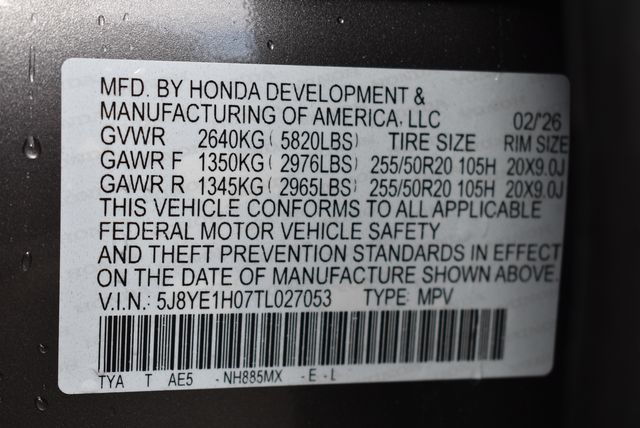 MFD. BY HONDA DEVELOPMENT &
MANUFACTURING OF AMERICA, LLC 02/'26
GVWR 2640KG ( 5820LBS) TIRE SIZE RIM SIZE
GAWR F 1350KG ( 2976LBS) 255/50R20 105H 20X9.0J
GAWR R 1345KG ( 2965LBS) 255/50R20 105H 20X9.0J
THIS VEHICLE CONFORMS TO ALL APPLICABLE
FEDERAL MOTOR VEHICLE SAFETY
AND THEFT PREVENTION STANDARDS IN EFFECT
ON THE DATE OF MANUFACTURE SHOWN ABOVE.
V.I.N.: 5J8YE1H07TL027053 TYPE: MPV
TYA T AE5 -NH885MX -E-L